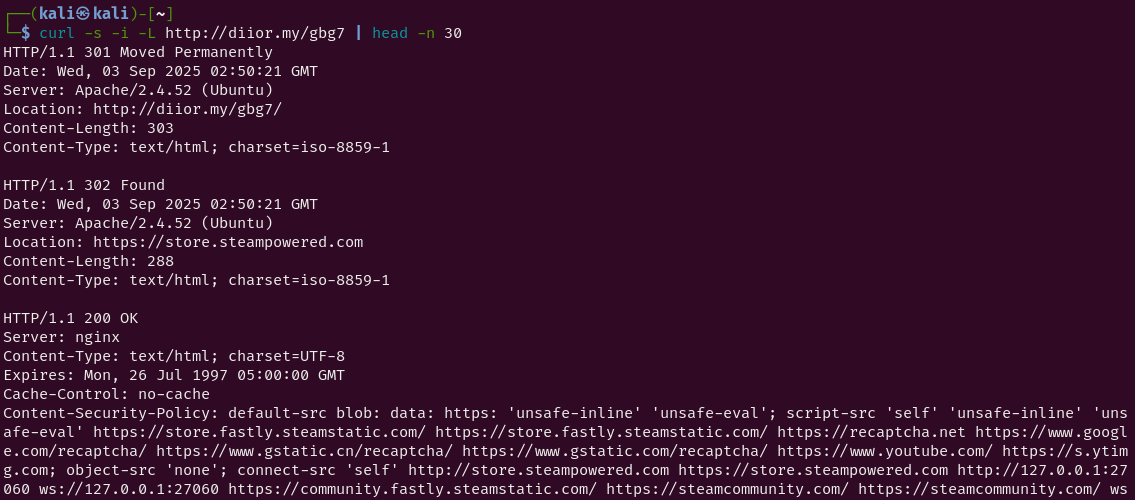 ┌──(kali㉿kali)-[~]
└─$ curl -s -i -L http://diior.my/gbg7 | head -n 30
HTTP/1.1 301 Moved Permanently
Date: Wed, 03 Sep 2025 02:50:21 GMT
Server: Apache/2.4.52 (Ubuntu)
Location: http://diior.my/gbg7/
Content-Length: 303
Content-Type: text/html; charset=iso-8859-1

HTTP/1.1 302 Found
Date: Wed, 03 Sep 2025 02:50:21 GMT
Server: Apache/2.4.52 (Ubuntu)
Location: https://store.steampowered.com
Content-Length: 288
Content-Type: text/html; charset=iso-8859-1

HTTP/1.1 200 OK
Server: nginx
Content-Type: text/html; charset=UTF-8
Expires: Mon, 26 Jul 1997 05:00:00 GMT
Cache-Control: no-cache
Content-Security-Policy: default-src blob: data: https: 'unsafe-inline' 'unsafe-eval'; script-src 'self' 'unsafe-inline' 'uns
afe-eval' https://store.fastly.steamstatic.com/ https://store.fastly.steamstatic.com/ https://recaptcha.net https://www.googl
e.com/recaptcha/ https://www.gstatic.cn/recaptcha/ https://www.gstatic.com/recaptcha/ https://www.youtube.com/ https://s.ytim
g.com; object-src 'none'; connect-src 'self' http://store.steampowered.com https://store.steampowered.com http://127.0.0.1:27
060 ws://127.0.0.1:27060 https://community.fastly.steamstatic.com/ https://steamcommunity.com/ https://steamcommunity.com/ ws